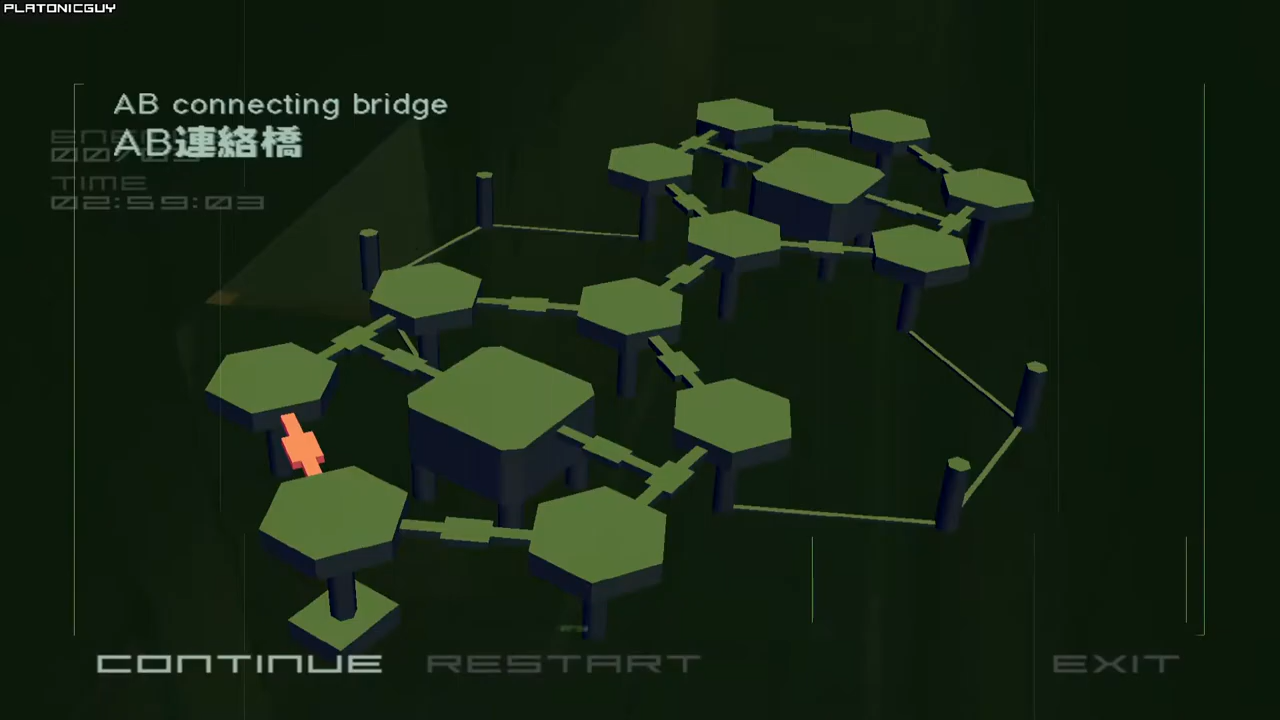 PLATONICGUY
AB connecting bridge
AB連絡橋
TIME
02:59:03
CONTINUE RESTART EXIT